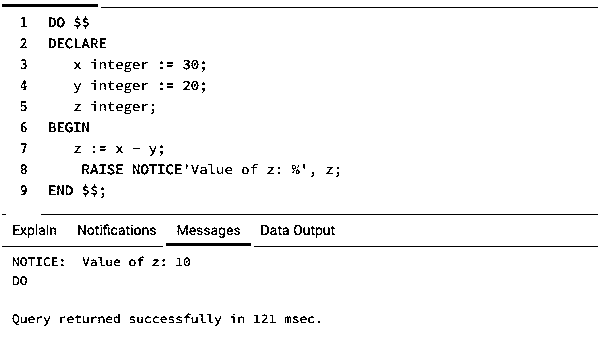 1 DO $$
2 DECLARE
3 x integer := 30;
4 y integer := 20;
5 z integer;
6 BEGIN
7 z := x - y;
8 RAISE NOTICE'Value of z: %', z;
9 END $$;
Explain Notifications Messages Data Output
NOTICE: Value of z: 10
DO
Query returned successfully in 121 msec.